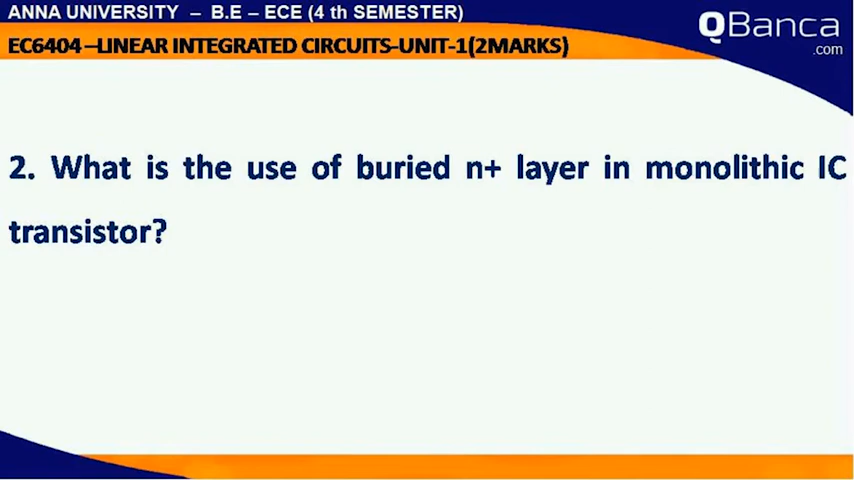 ANNA UNIVERSITY – B.E – ECE (4 th SEMESTER)
QBanca
.com
EC6404 –LINEAR INTEGRATED CIRCUITS-UNIT-1(2MARKS)
2. What is the use of buried n+ layer in monolithic IC
transistor?